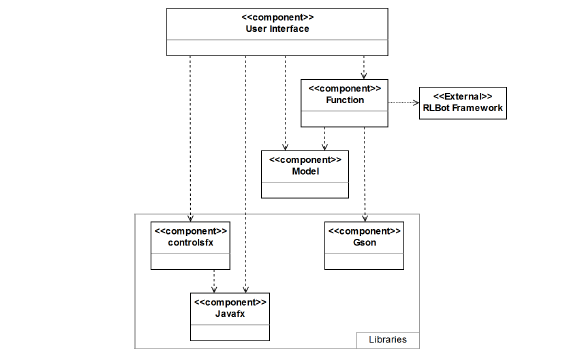 <<component>>
User Interface
<<component>>
Function
<<External>>
RLBot Framework
<<component>>
Model
<<component>>
controlsfx
<<component>>
Gson
<<component>>
Javafx
Libraries